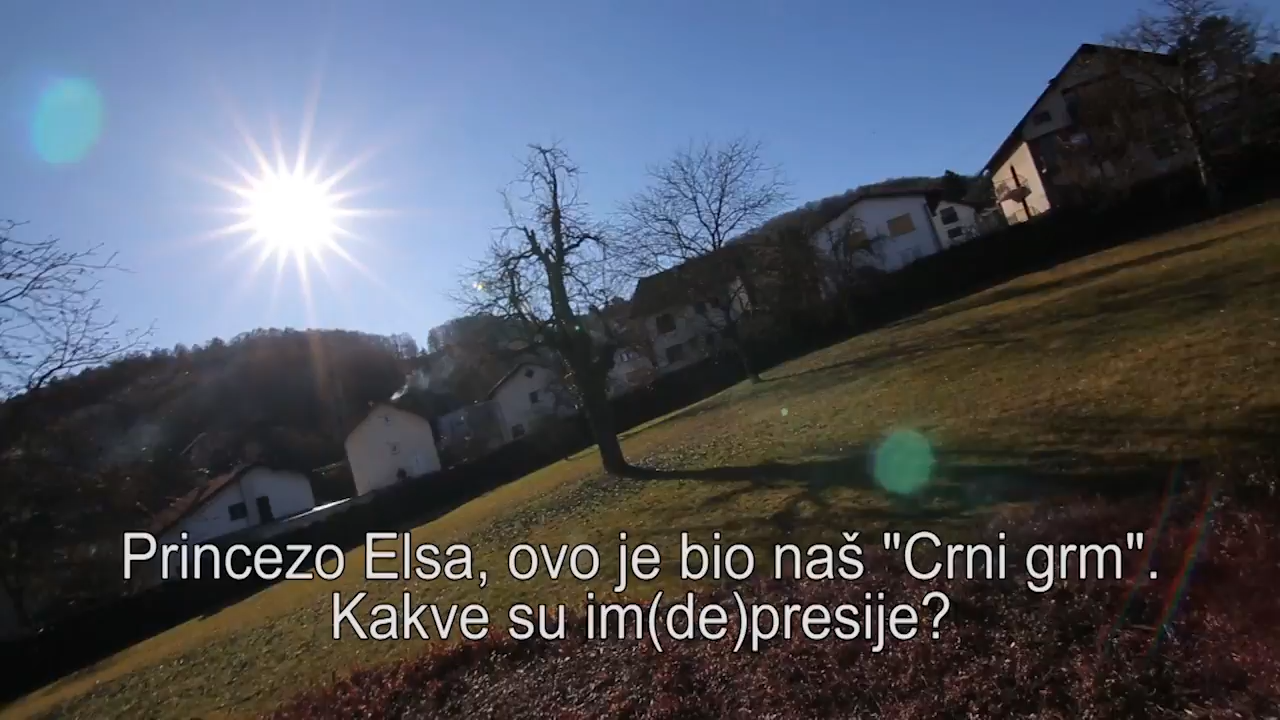 Princezo Elsa, ovo je bio naš "Crni grm".
Kakve su im(de)presije?